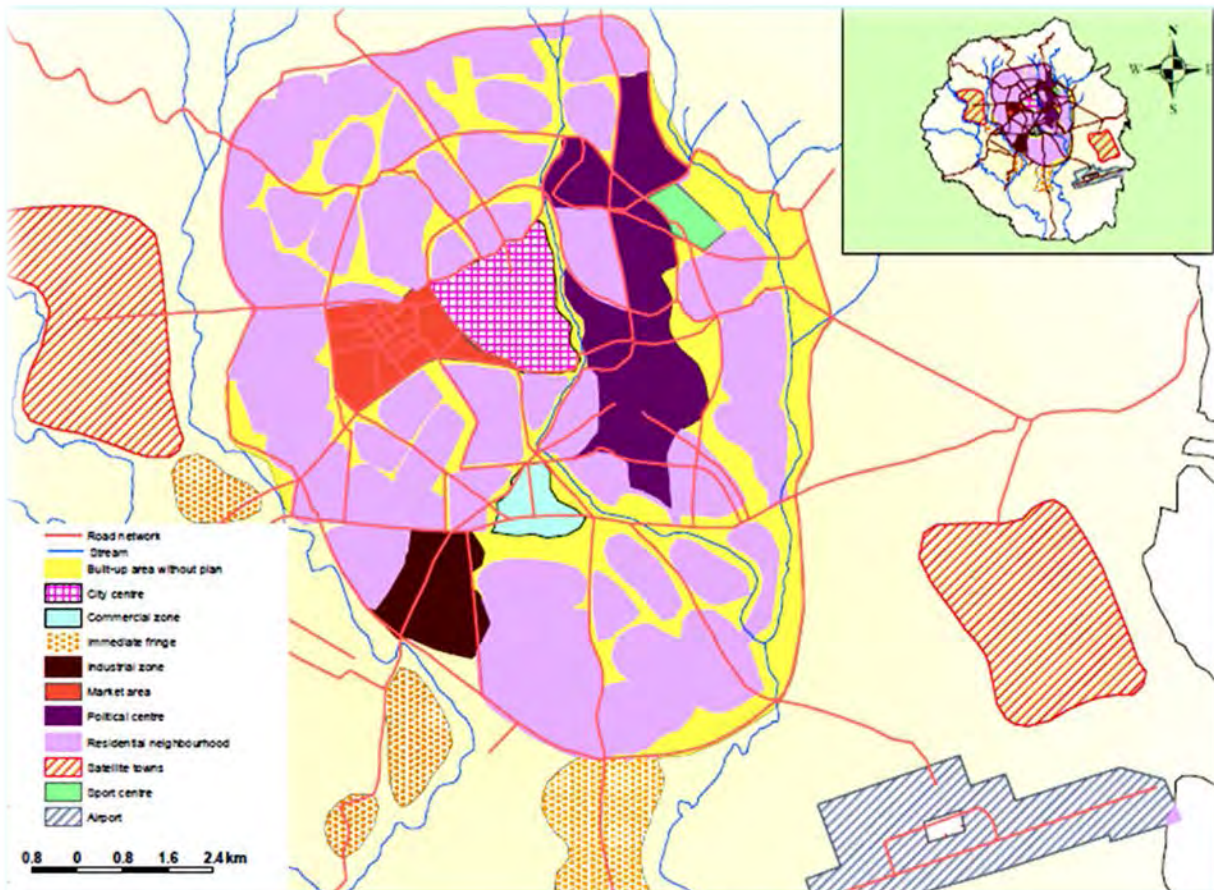 N
W E
S
Road network
Stream
Built-up area without plan
City centre
Commercial zone
Immediate fringe
Industrial zone
Market area
Political centre
Residential neighbourhood
Satellite towns
Sport centre
Airport
0.8 0 0.8 1.6 2.4 km